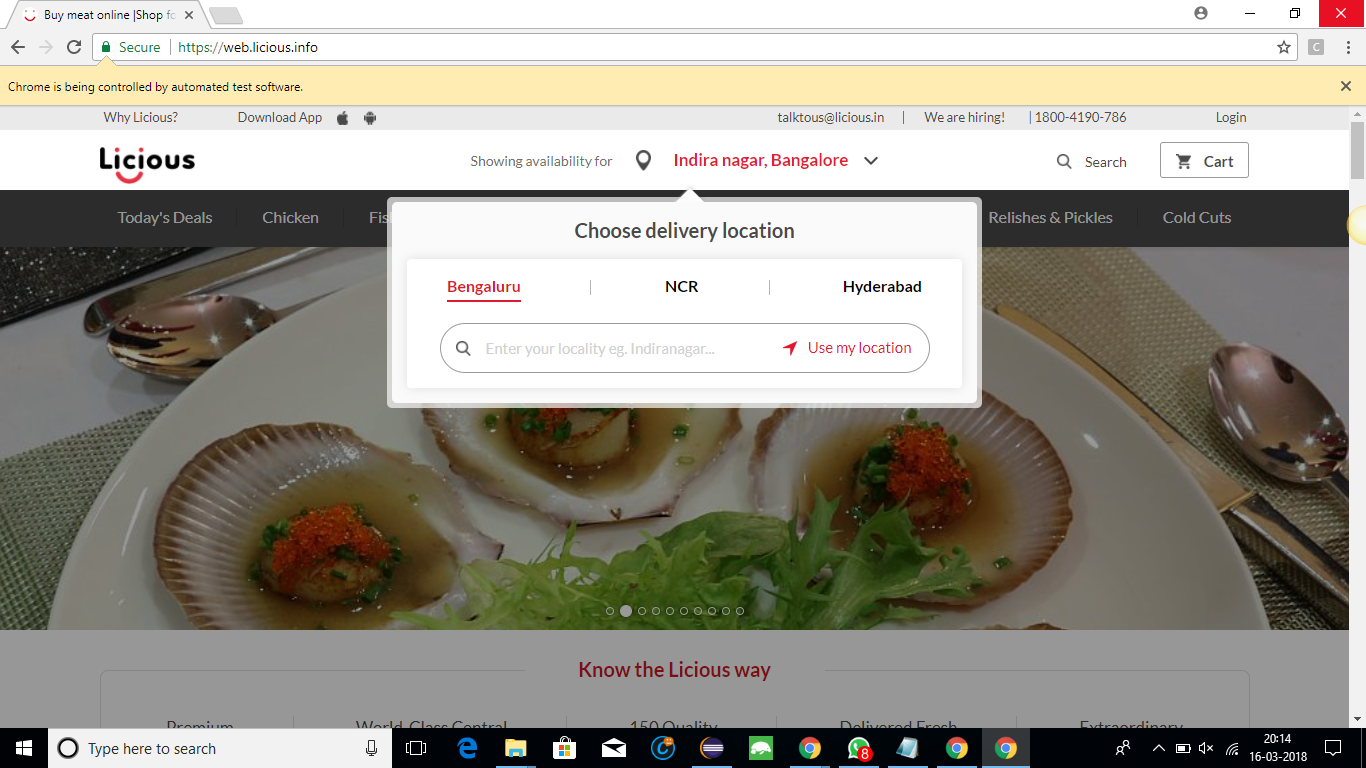 Buy meat online |Shop fo
Secure https://web.licious.info
Chrome is being controlled by automated test software.
Why Licious? Download App talktous@licious.in | We are hiring! | 1800-4190-786 Login
Licious Showing availability for Indira nagar, Bangalore Search Cart
Today's Deals Chicken Fis Relishes & Pickles Cold Cuts
Choose delivery location
Bengaluru | NCR | Hyderabad
Enter your locality eg. Indiranagar... Use my location
Know the Licious way
Premium World-Class Central 150 Quality Delivered Fresh Extraordinary
Type here to search 8 20:14
16-03-2018